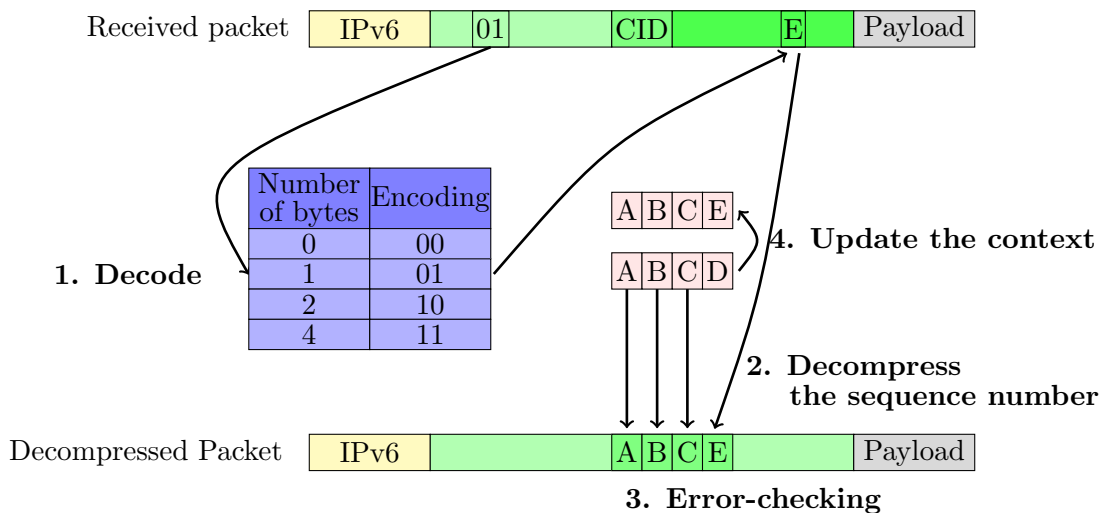 Received packet IPv6 01 CID E Payload
Number of bytes Encoding
0 00
1 01
2 10
4 11
1. Decode
A B C E
4. Update the context
A B C D
2. Decompress
the sequence number
Decompressed Packet IPv6 A B C E Payload
3. Error-checking